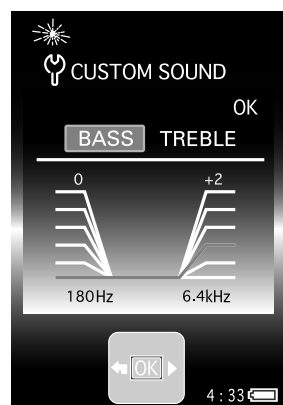 CUSTOM SOUND
OK
BASS TREBLE
0 +2
180Hz 6.4kHz
OK
4:33